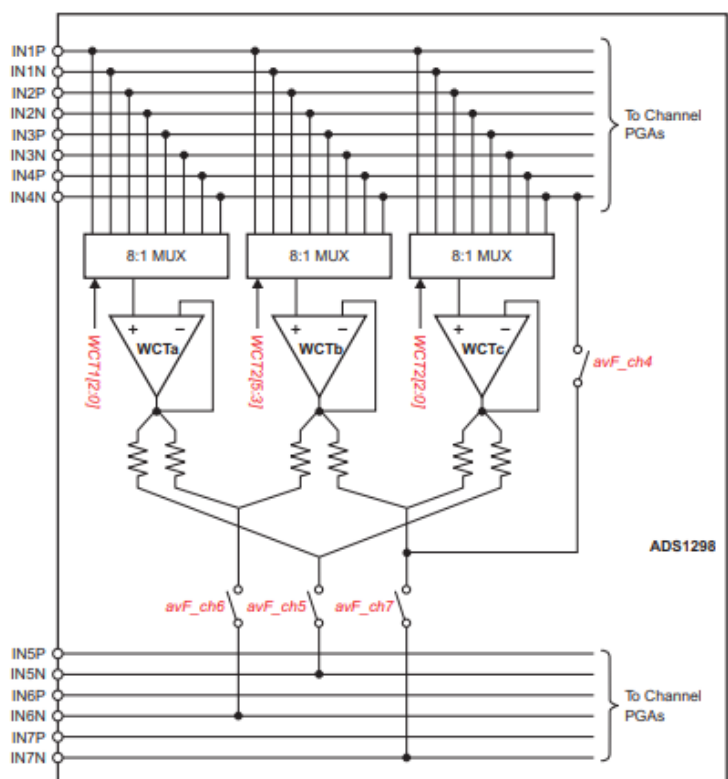 IN1P
IN1N
IN2P
IN2N
IN3P
IN3N
IN4P
IN4N
To Channel
PGAs
8:1 MUX
8:1 MUX
8:1 MUX
+
−
WCTa
+
−
WCTb
+
−
WCTc
WCT1[2:0]
WCT2[5:3]
WCT2[2:0]
avF_ch4
ADS1298
avF_ch6
avF_ch5
avF_ch7
IN5P
IN5N
IN6P
IN6N
IN7P
IN7N
To Channel
PGAs